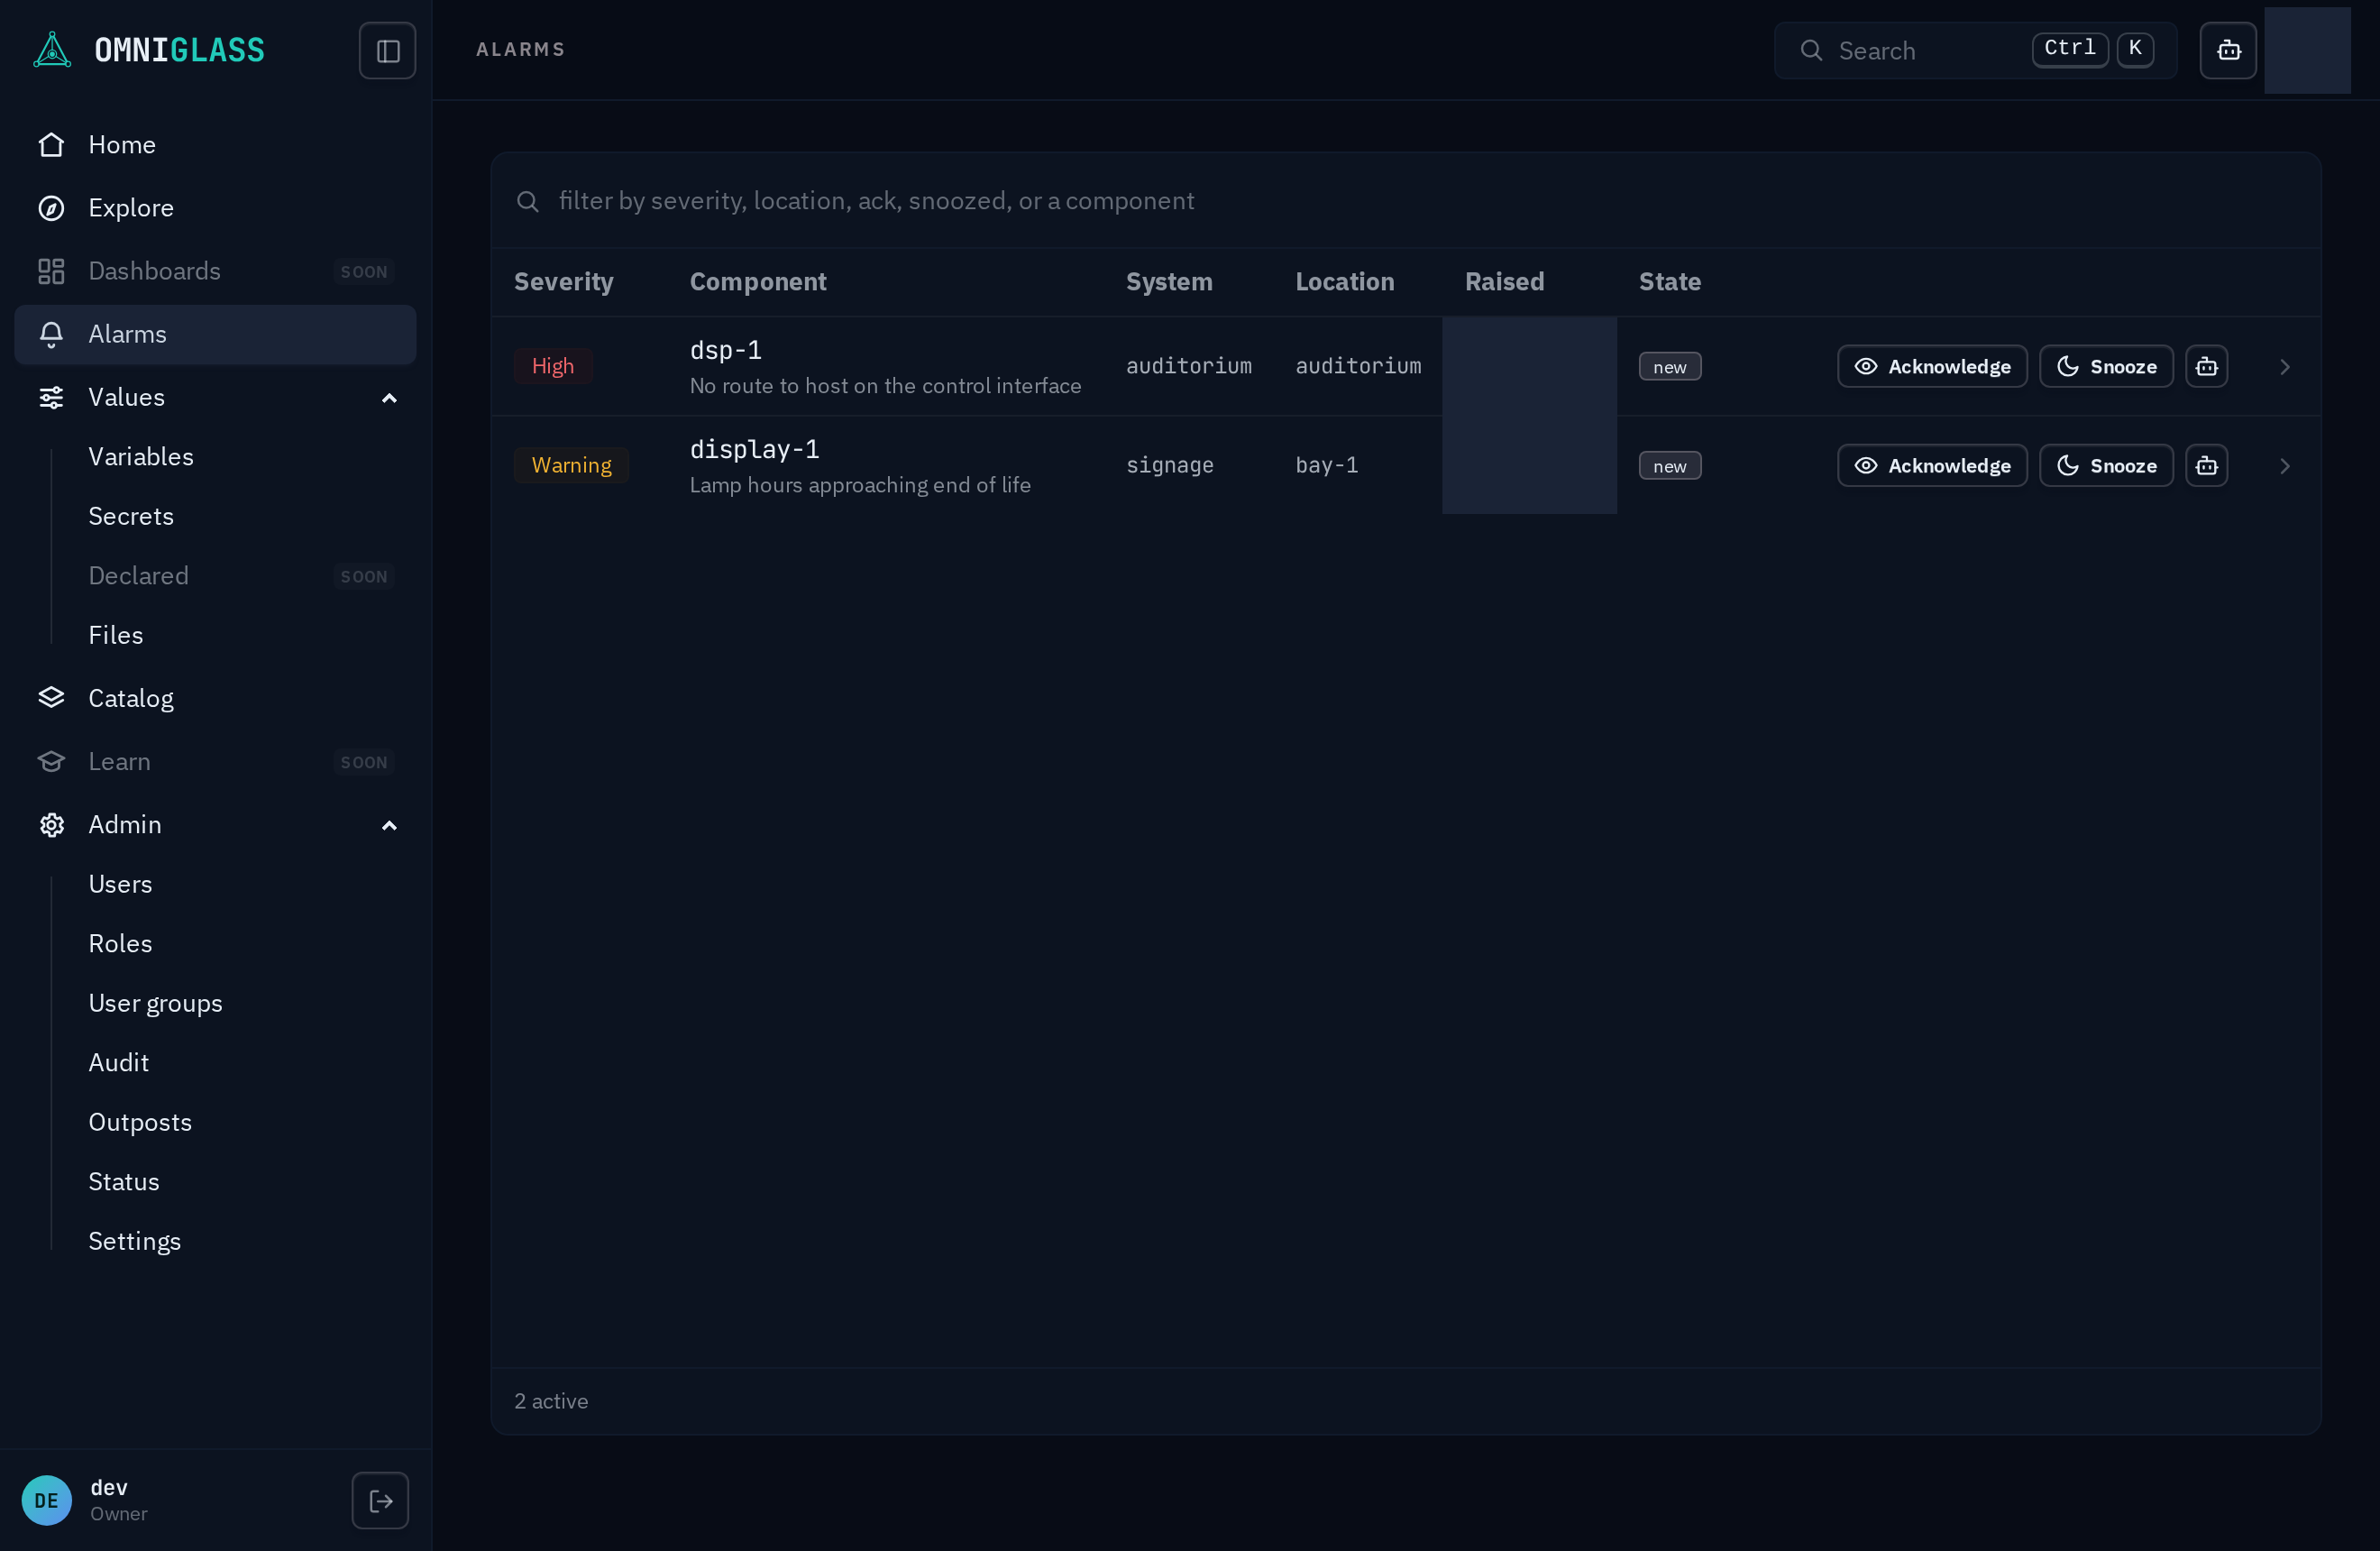 OMNIGLASS
ALARMS
Search Ctrl K
Home
Explore
Dashboards SOON
Alarms
Values
Variables
Secrets
Declared SOON
Files
Catalog
Learn SOON
Admin
Users
Roles
User groups
Audit
Outposts
Status
Settings
DE dev
Owner
filter by severity, location, ack, snoozed, or a component
Severity Component System Location Raised State
High dsp-1 auditorium auditorium new Acknowledge Snooze
No route to host on the control interface
Warning display-1 signage bay-1 new Acknowledge Snooze
Lamp hours approaching end of life
2 active